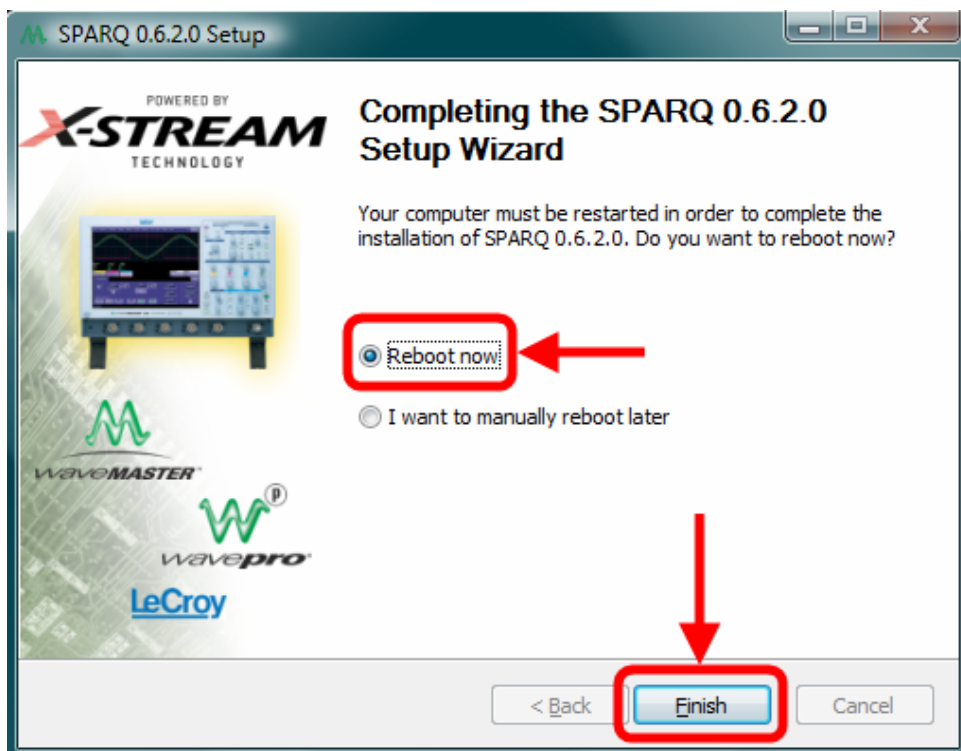 SPARQ 0.6.2.0 Setup
POWERED BY
X-STREAM
TECHNOLOGY
Completing the SPARQ 0.6.2.0
Setup Wizard
Your computer must be restarted in order to complete the
installation of SPARQ 0.6.2.0. Do you want to reboot now?
Reboot now
I want to manually reboot later
waveMASTER
wavepro
LeCroy
< Back
Finish
Cancel